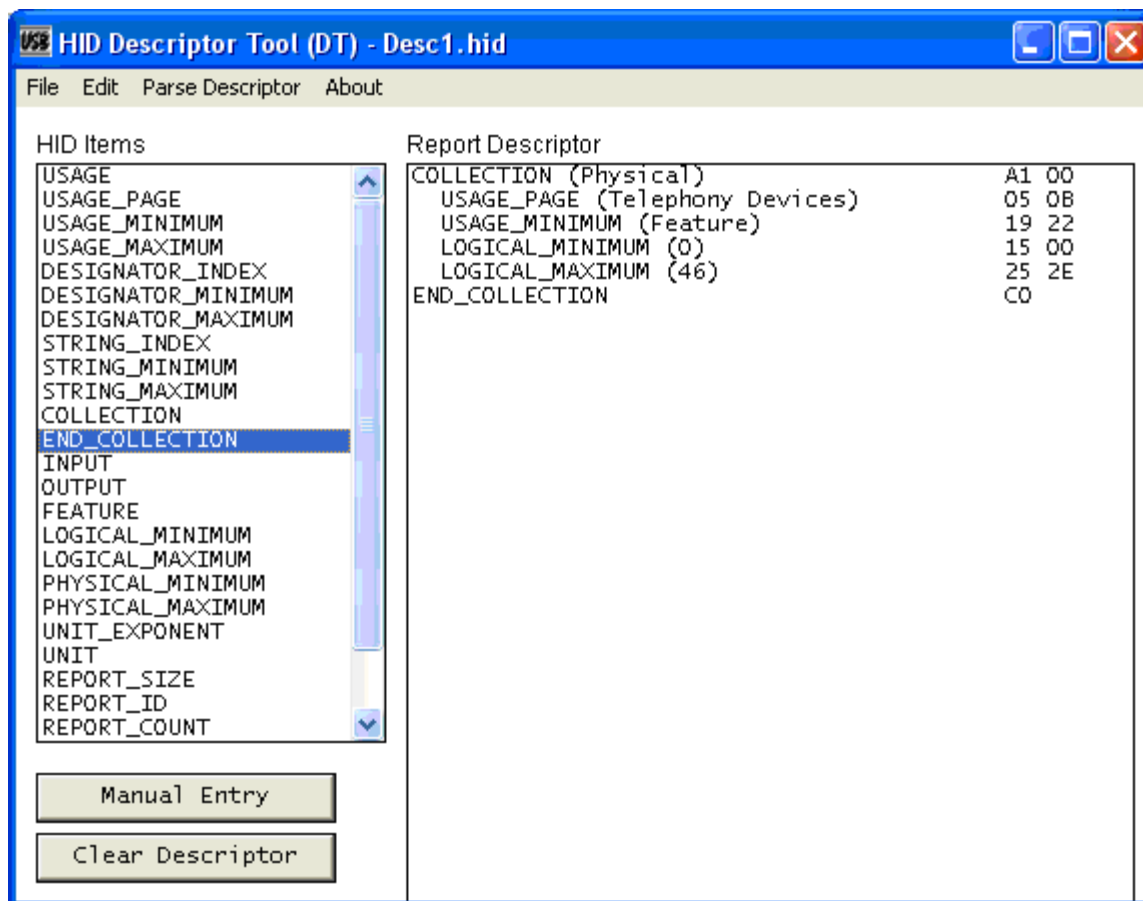 USB HID Descriptor Tool (DT) - Desc1.hid
File Edit Parse Descriptor About
HID Items
USAGE
USAGE_PAGE
USAGE_MINIMUM
USAGE_MAXIMUM
DESIGNATOR_INDEX
DESIGNATOR_MINIMUM
DESIGNATOR_MAXIMUM
STRING_INDEX
STRING_MINIMUM
STRING_MAXIMUM
COLLECTION
END_COLLECTION
INPUT
OUTPUT
FEATURE
LOGICAL_MINIMUM
LOGICAL_MAXIMUM
PHYSICAL_MINIMUM
PHYSICAL_MAXIMUM
UNIT_EXPONENT
UNIT
REPORT_SIZE
REPORT_ID
REPORT_COUNT
Manual Entry
Clear Descriptor
Report Descriptor
COLLECTION (Physical) A1 00
USAGE_PAGE (Telephony Devices) 05 0B
USAGE_MINIMUM (Feature) 19 22
LOGICAL_MINIMUM (0) 15 00
LOGICAL_MAXIMUM (46) 25 2E
END_COLLECTION C0